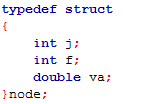 typedef struct
{
int j;
int f;
double va;
}node;